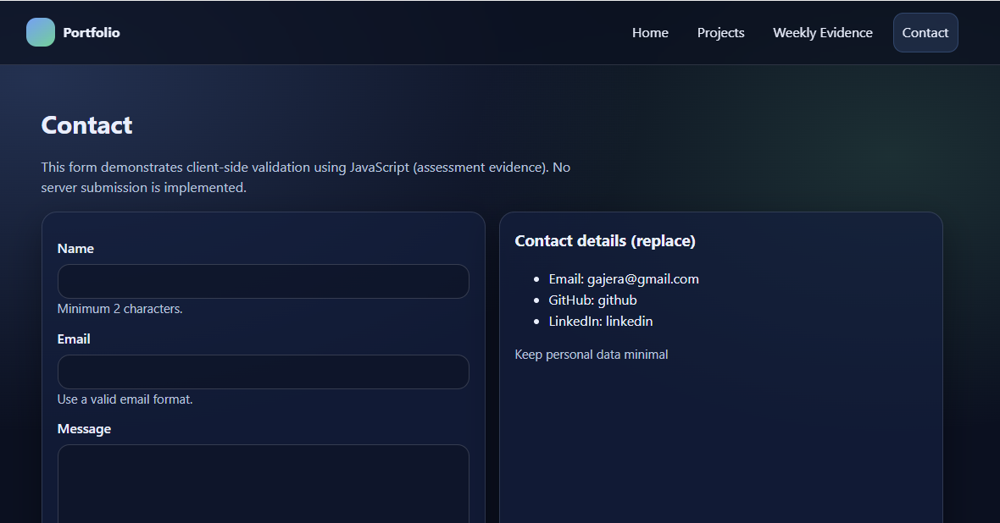 Portfolio
Home
Projects
Weekly Evidence
Contact
Contact
This form demonstrates client-side validation using JavaScript (assessment evidence). No
server submission is implemented.
Name
Minimum 2 characters.
Email
Use a valid email format.
Message
Contact details (replace)
Email: gajera@gmail.com
GitHub: github
LinkedIn: linkedin
Keep personal data minimal